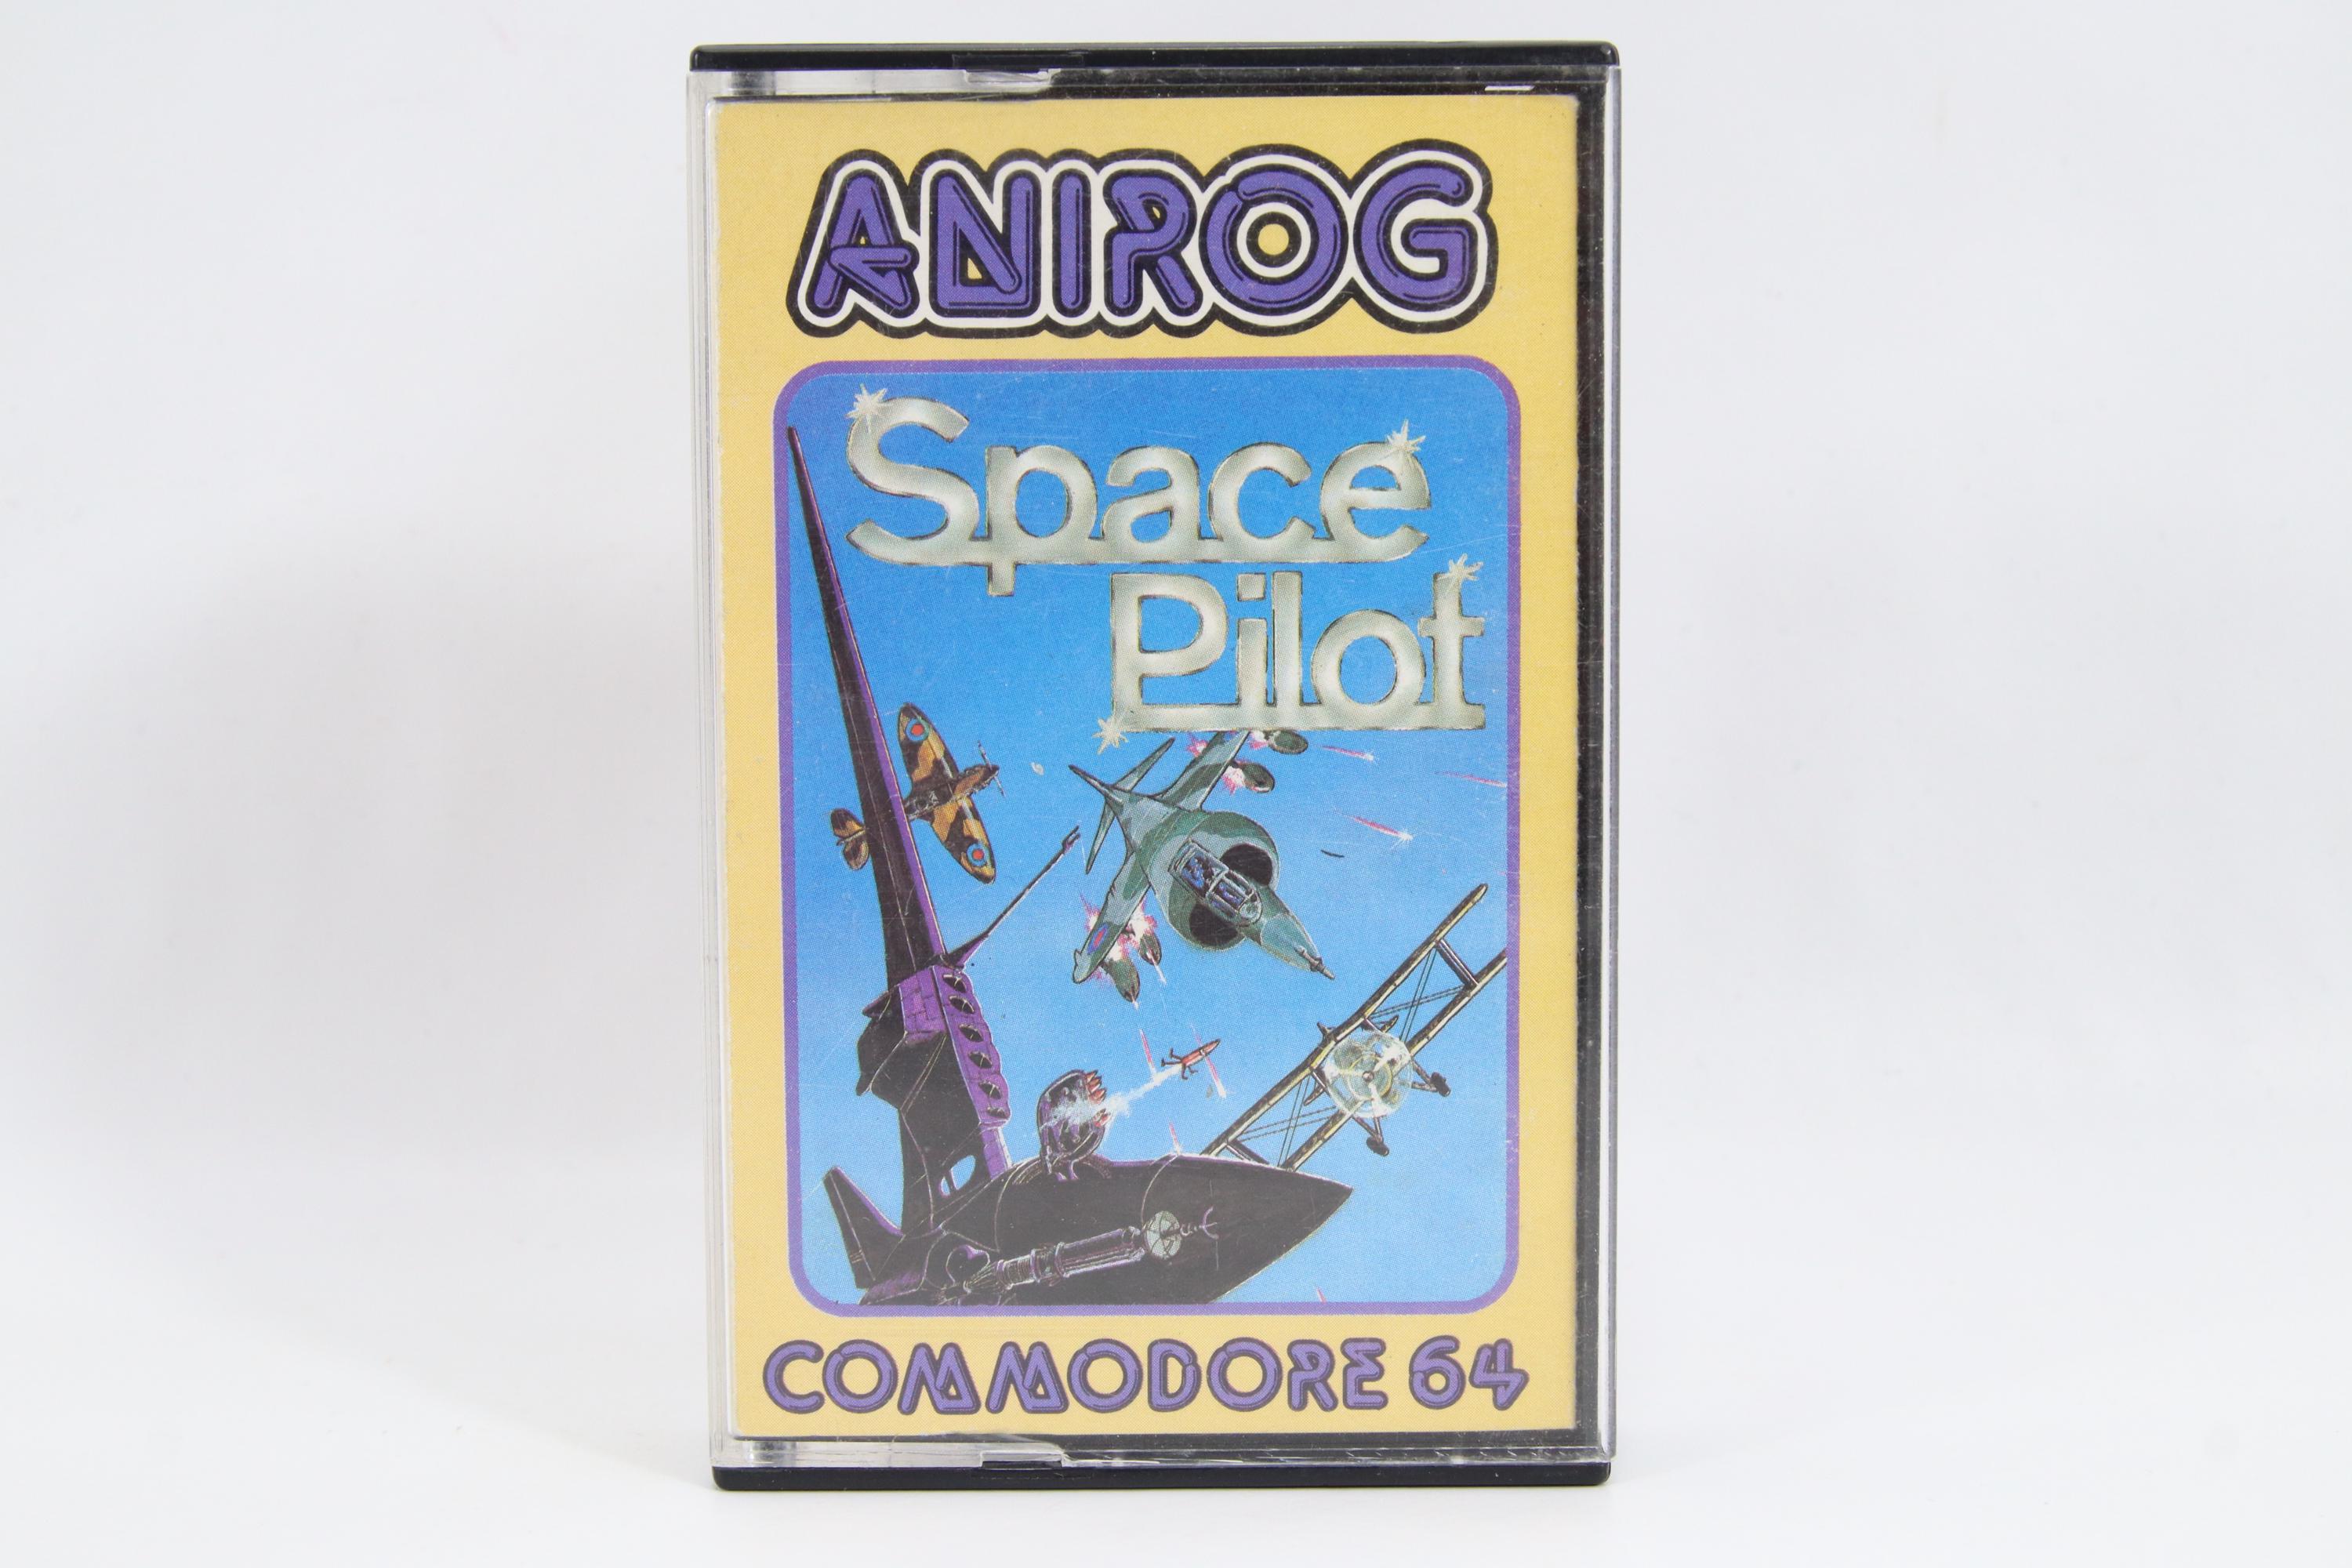 ANIROG
Space
Pilot
COMMODORE 64